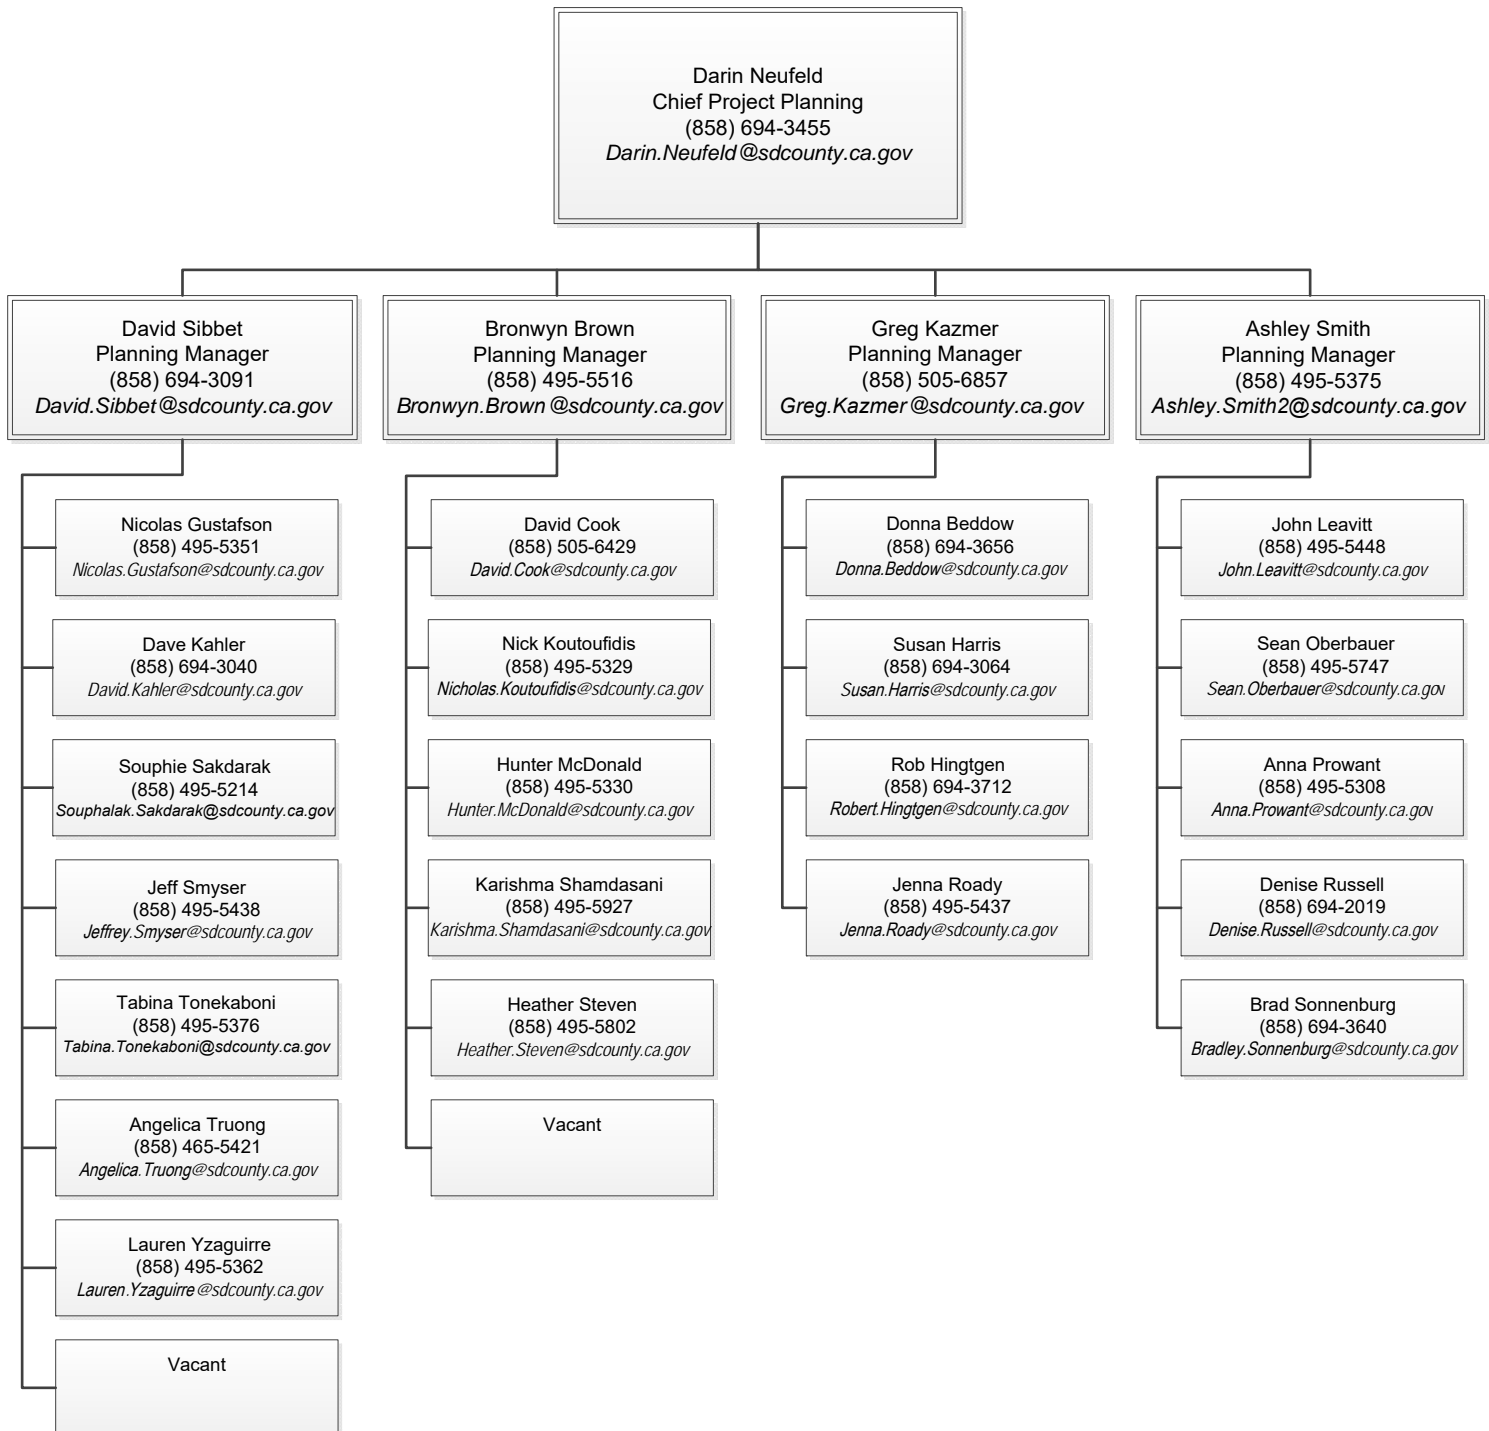 Darin Neufeld
Chief Project Planning
(858) 694-3455
Darin.Neufeld@sdcounty.ca.gov
David Sibbet
Planning Manager
(858) 694-3091
David.Sibbet@sdcounty.ca.gov
Bronwyn Brown
Planning Manager
(858) 495-5516
Bronwyn.Brown@sdcounty.ca.gov
Greg Kazmer
Planning Manager
(858) 505-6857
Greg.Kazmer@sdcounty.ca.gov
Ashley Smith
Planning Manager
(858) 495-5375
Ashley.Smith2@sdcounty.ca.gov
Nicolas Gustafson
(858) 495-5351
Nicolas.Gustafson@sdcounty.ca.gov
Dave Kahler
(858) 694-3040
David.Kahler@sdcounty.ca.gov
Souphie Sakdarak
(858) 495-5214
Souphalak.Sakdarak@sdcounty.ca.gov
Jeff Smyser
(858) 495-5438
Jeffrey.Smyser@sdcounty.ca.gov
Tabina Tonekaboni
(858) 495-5376
Tabina.Tonekaboni@sdcounty.ca.gov
Angelica Truong
(858) 465-5421
Angelica.Truong@sdcounty.ca.gov
Lauren Yzaguirre
(858) 495-5362
Lauren.Yzaguirre@sdcounty.ca.gov
Vacant
David Cook
(858) 505-6429
David.Cook@sdcounty.ca.gov
Nick Koutoufidis
(858) 495-5329
Nicholas.Koutoufidis@sdcounty.ca.gov
Hunter McDonald
(858) 495-5330
Hunter.McDonald@sdcounty.ca.gov
Karishma Shamdasani
(858) 495-5927
Karishma.Shamdasani@sdcounty.ca.gov
Heather Steven
(858) 495-5802
Heather.Steven@sdcounty.ca.gov
Vacant
Donna Beddow
(858) 694-3656
Donna.Beddow@sdcounty.ca.gov
Susan Harris
(858) 694-3064
Susan.Harris@sdcounty.ca.gov
Rob Hingtgen
(858) 694-3712
Robert.Hingtgen@sdcounty.ca.gov
Jenna Roady
(858) 495-5437
Jenna.Roady@sdcounty.ca.gov
John Leavitt
(858) 495-5448
John.Leavitt@sdcounty.ca.gov
Sean Oberbauer
(858) 495-5747
Sean.Oberbauer@sdcounty.ca.gov
Anna Prowant
(858) 495-5308
Anna.Prowant@sdcounty.ca.gov
Denise Russell
(858) 694-2019
Denise.Russell@sdcounty.ca.gov
Brad Sonnenburg
(858) 694-3640
Bradley.Sonnenburg@sdcounty.ca.gov